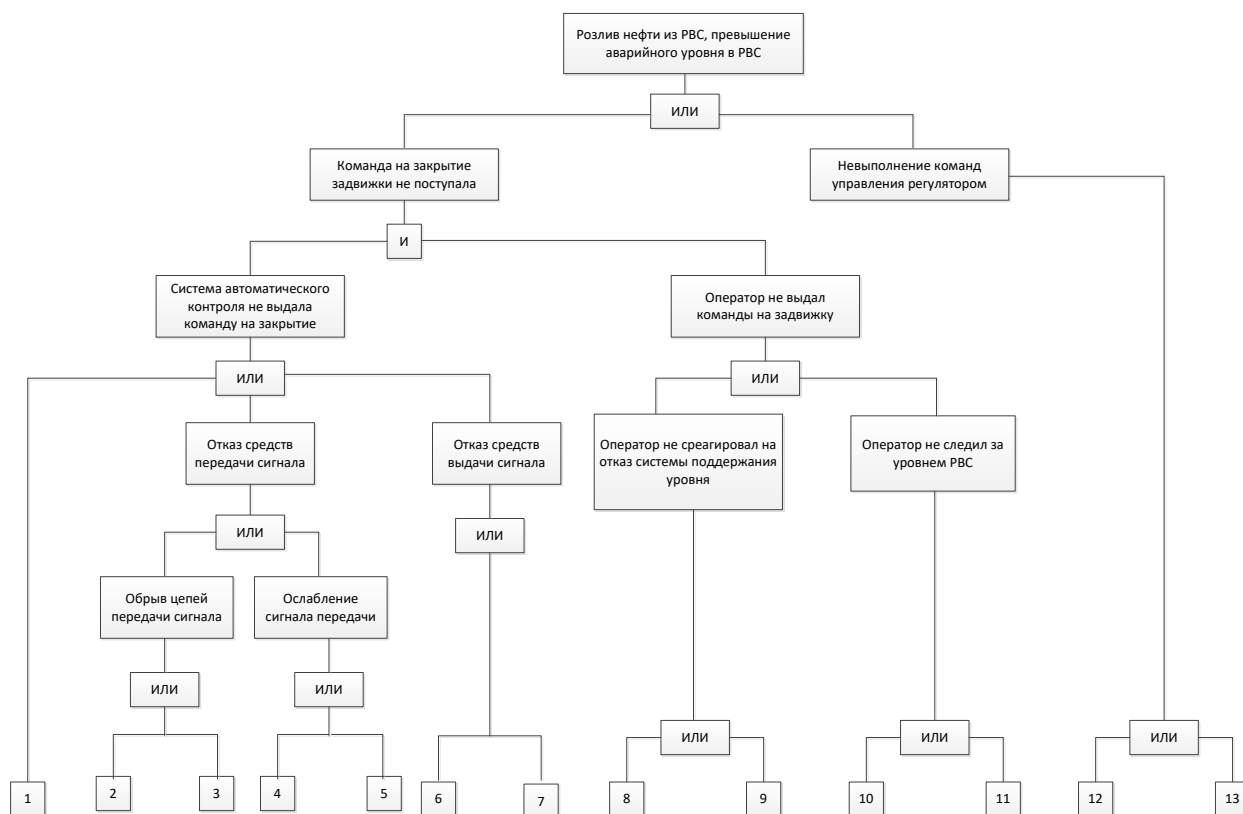 Розлив нефти из РВС, превышение
аварийного уровня в РВС
ИЛИ
Команда на закрытие
задвижки не поступала
Невыполнение команд
управления регулятором
И
Система автоматического
контроля не выдала
команду на закрытие
Оператор не выдал
команды на задвижку
ИЛИ
ИЛИ
Отказ средств
передачи сигнала
Отказ средств
выдачи сигнала
Оператор не среагировал на
отказ системы поддержания
уровня
Оператор не следил за
уровнем РВС
ИЛИ
ИЛИ
Обрыв цепей
передачи сигнала
Ослабление
сигнала передачи
ИЛИ
ИЛИ
ИЛИ
ИЛИ
ИЛИ
1
2
3
4
5
6
7
8
9
10
11
12
13